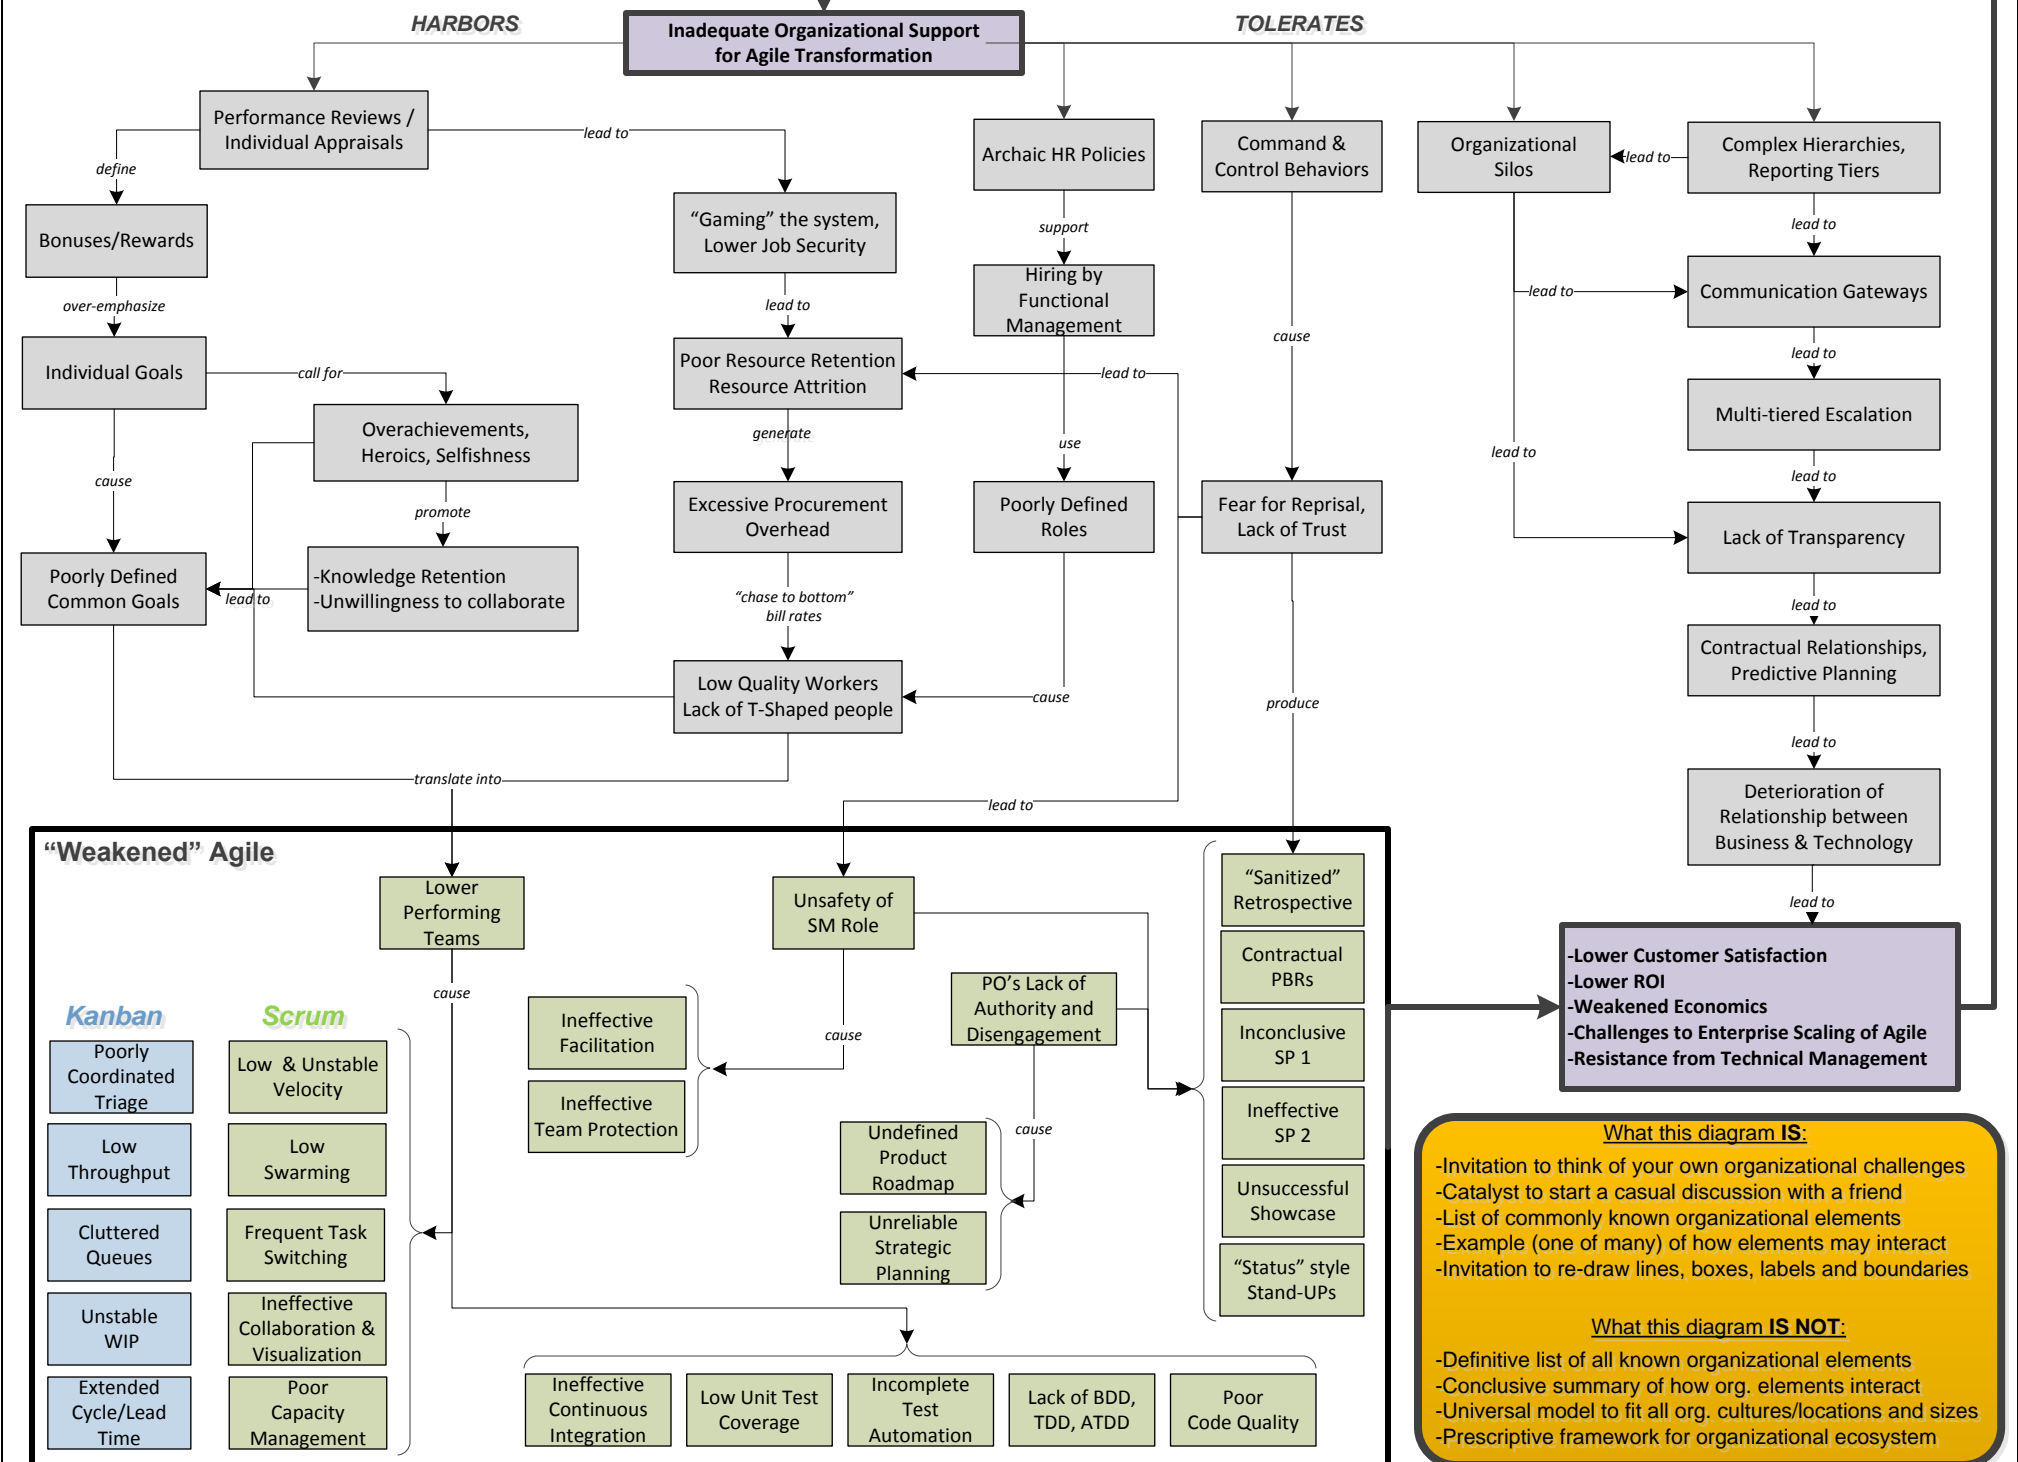 HARBORS
Inadequate Organizational Support
for Agile Transformation
TOLERATES
Performance Reviews /
Individual Appraisals
lead to
define
Bonuses/Rewards
over-emphasize
Individual Goals
call for
Overachievements,
Heroics, Selfishness
cause
promote
-Knowledge Retention
-Unwillingness to collaborate
lead to
Poorly Defined
Common Goals
"Gaming" the system,
Lower Job Security
lead to
Poor Resource Retention
Resource Attrition
generate
Excessive Procurement
Overhead
"chase to bottom"
bill rates
Low Quality Workers
Lack of T-Shaped people
translate into
Archaic HR Policies
support
Hiring by
Functional
Management
use
Poorly Defined
Roles
cause
Command &
Control Behaviors
cause
lead to
Fear for Reprisal,
Lack of Trust
produce
lead to
Organizational
Silos
lead to
Complex Hierarchies,
Reporting Tiers
lead to
lead to
Communication Gateways
lead to
Multi-tiered Escalation
lead to
lead to
Lack of Transparency
lead to
Contractual Relationships,
Predictive Planning
lead to
Deterioration of
Relationship between
Business & Technology
lead to
-Lower Customer Satisfaction
-Lower ROI
-Weakened Economics
-Challenges to Enterprise Scaling of Agile
-Resistance from Technical Management
"Weakened" Agile
Lower
Performing
Teams
cause
Kanban
Poorly
Coordinated
Triage
Low
Throughput
Cluttered
Queues
Unstable
WIP
Extended
Cycle/Lead
Time
Scrum
Low & Unstable
Velocity
Low
Swarming
Frequent Task
Switching
Ineffective
Collaboration &
Visualization
Poor
Capacity
Management
Unsafety of
SM Role
cause
Ineffective
Facilitation
Ineffective
Team Protection
PO's Lack of
Authority and
Disengagement
cause
Undefined
Product
Roadmap
Unreliable
Strategic
Planning
"Sanitized"
Retrospective
Contractual
PBRs
Inconclusive
SP 1
Ineffective
SP 2
Unsuccessful
Showcase
"Status" style
Stand-UPs
Ineffective
Continuous
Integration
Low Unit Test
Coverage
Incomplete
Test
Automation
Lack of BDD,
TDD, ATDD
Poor
Code Quality
What this diagram IS:
-Invitation to think of your own organizational challenges
-Catalyst to start a casual discussion with a friend
-List of commonly known organizational elements
-Example (one of many) of how elements may interact
-Invitation to re-draw lines, boxes, labels and boundaries
What this diagram IS NOT:
-Definitive list of all known organizational elements
-Conclusive summary of how org. elements interact
-Universal model to fit all org. cultures/locations and sizes
-Prescriptive framework for organizational ecosystem